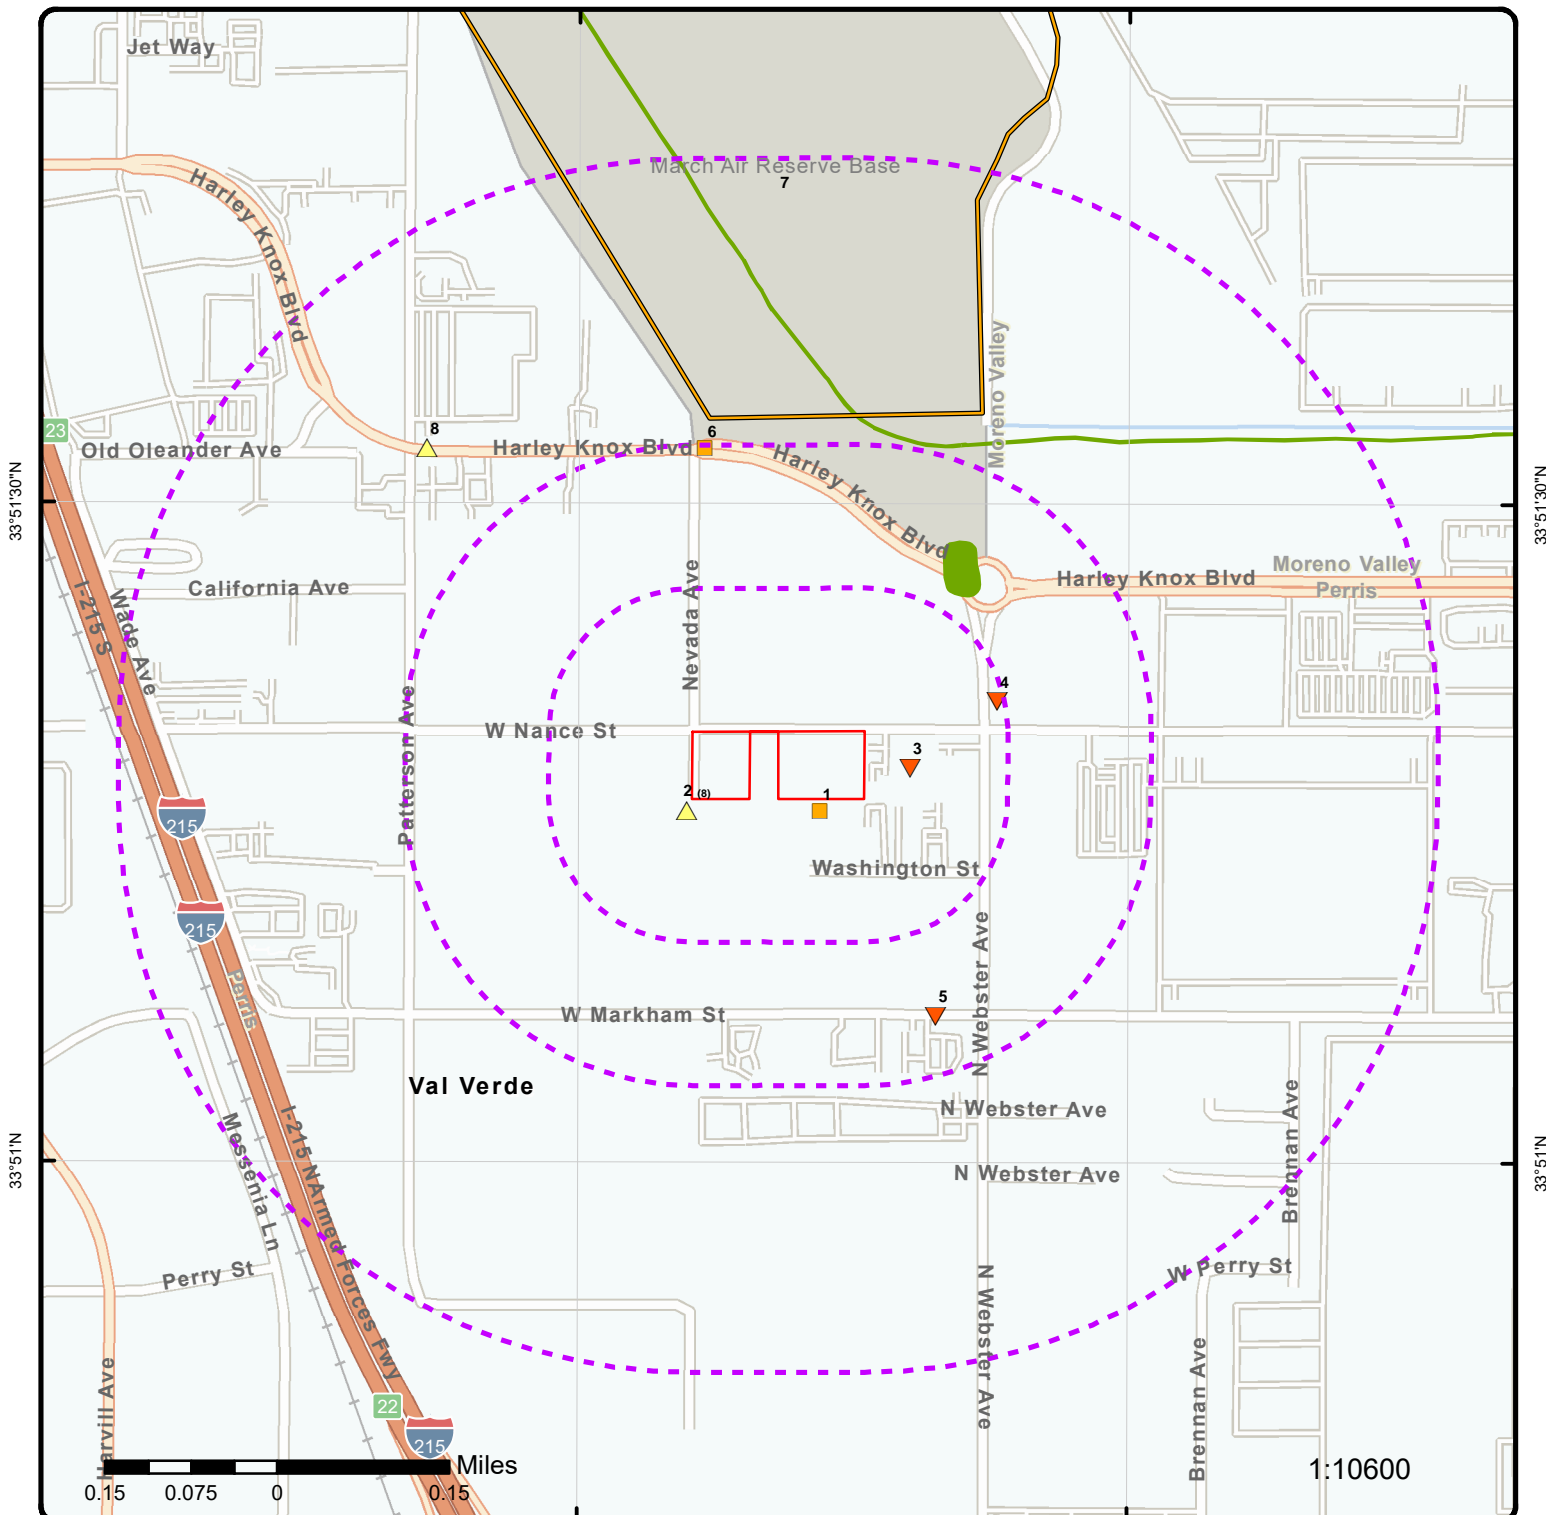 Jet Way
March Air Reserve Base
7
Harley Knox Blvd
Moreno Valley
23
Old Oleander Ave
8
Harley Knox Blvd
6
Harley Knox Blvd
33°51'30"N
33°51'30"N
California Ave
Nevada Ave
Harley Knox Blvd
Moreno Valley
Perris
I-215 S
Wade Ave
Patterson Ave
W Nance St
4
3
2 (8)
1
215
Washington St
215
Perris
N Webster Ave
5
W Markham St
Val Verde
N Webster Ave
Brennan Ave
Messenia Ln
I-215 N
Armed Forces Fwy
N Webster Ave
33°51'N
33°51'N
Perry St
W Perry St
N Webster Ave
Harvill Ave
Brennan Ave
22
215
Miles
1:10600
0.15 0.075 0 0.15